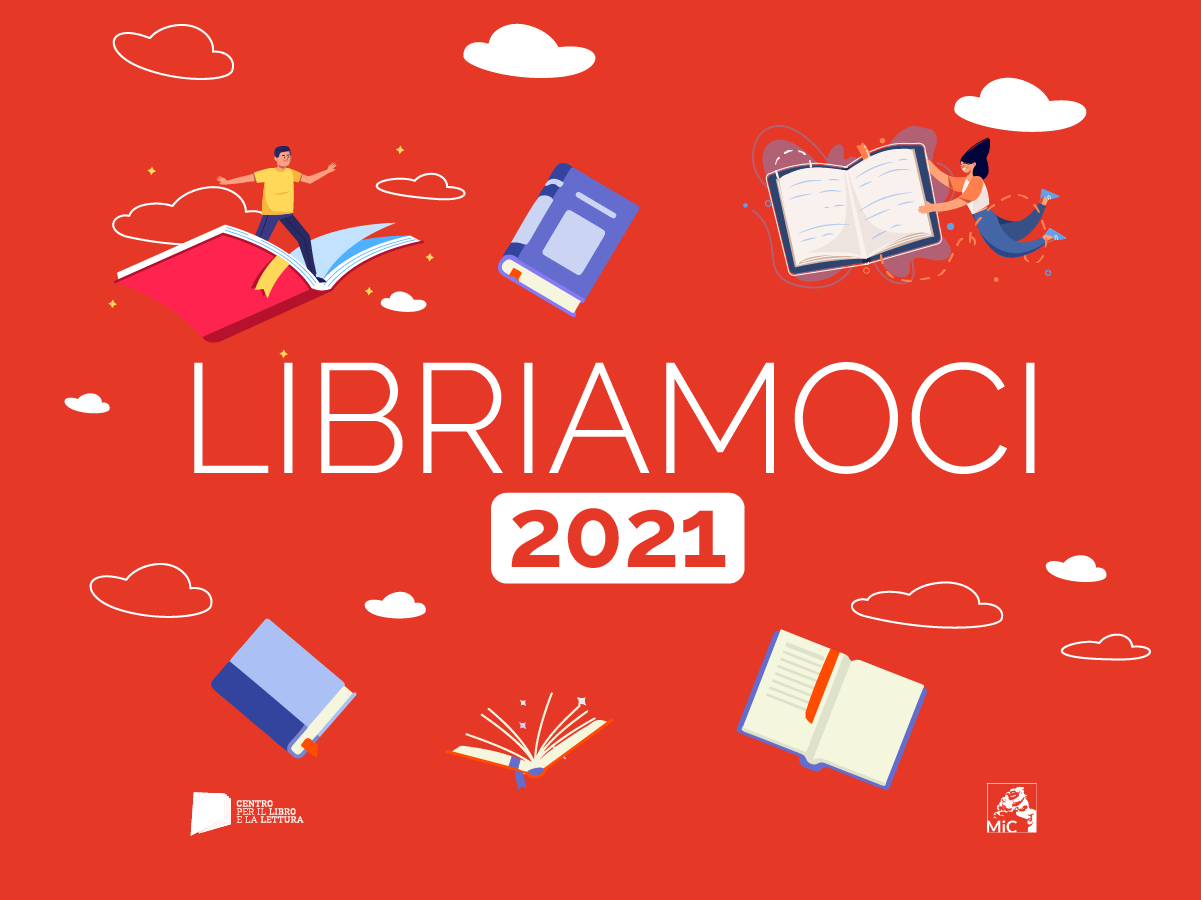 LIBRIAMOCI
2021
CENTRO
PER IL LIBRO
E LA LETTURA
MiC